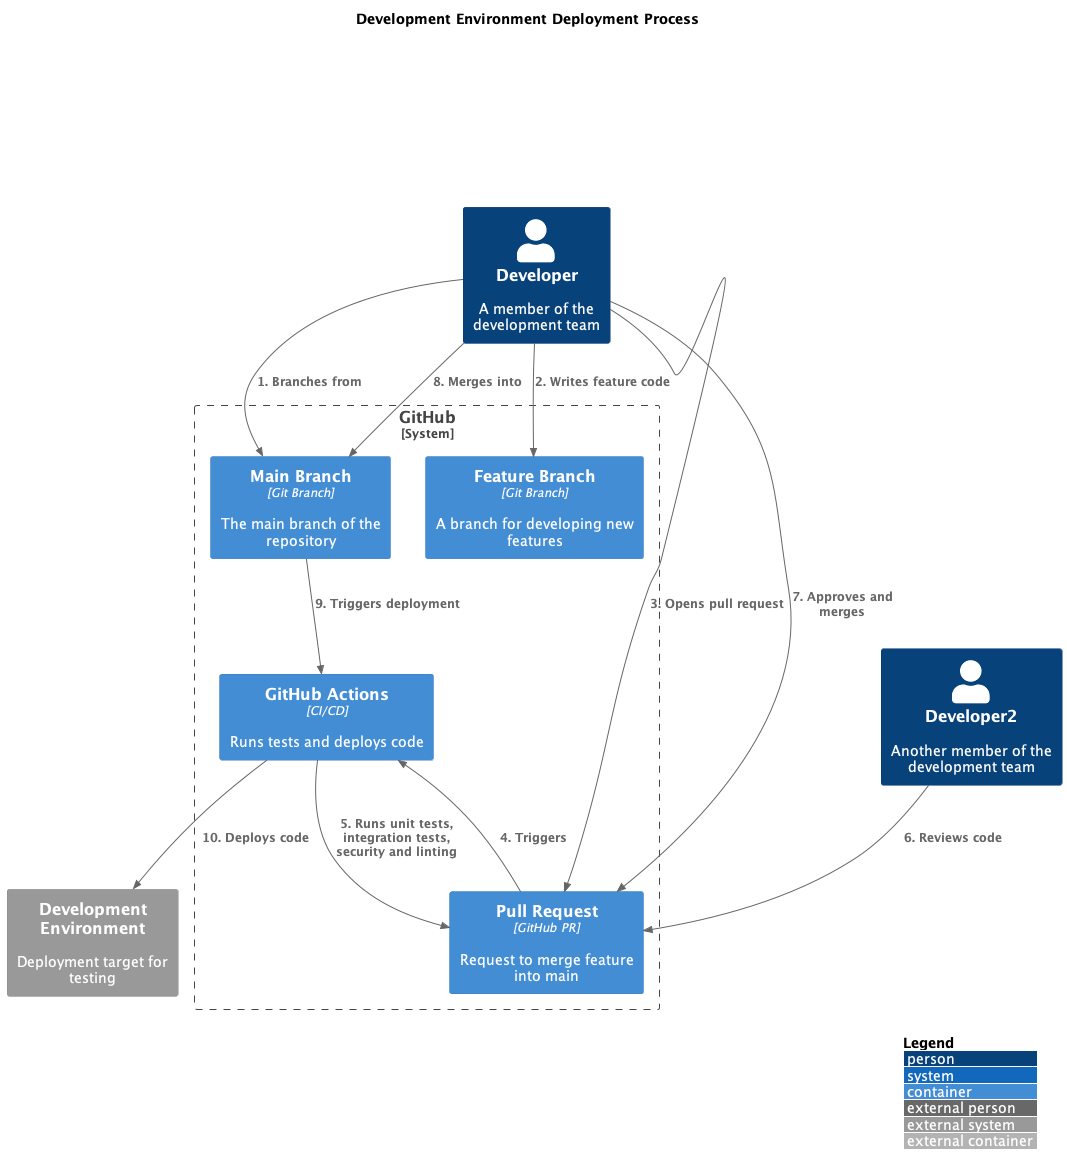 Development Environment Deployment Process
Developer
A member of the
development team
1. Branches from
8. Merges into
2. Writes feature code
GitHub
[System]
Main Branch
[Git Branch]
The main branch of the
repository
Feature Branch
[Git Branch]
A branch for developing new
features
9. Triggers deployment
3. Opens pull request
7. Approves and
merges
GitHub Actions
[CI/CD]
Runs tests and deploys code
Developer2
Another member of the
development team
10. Deploys code
5. Runs unit tests,
integration tests,
security and linting
4. Triggers
6. Reviews code
Development
Environment
Deployment target for
testing
Pull Request
[GitHub PR]
Request to merge feature
into main
Legend
person
system
container
external person
external system
external container